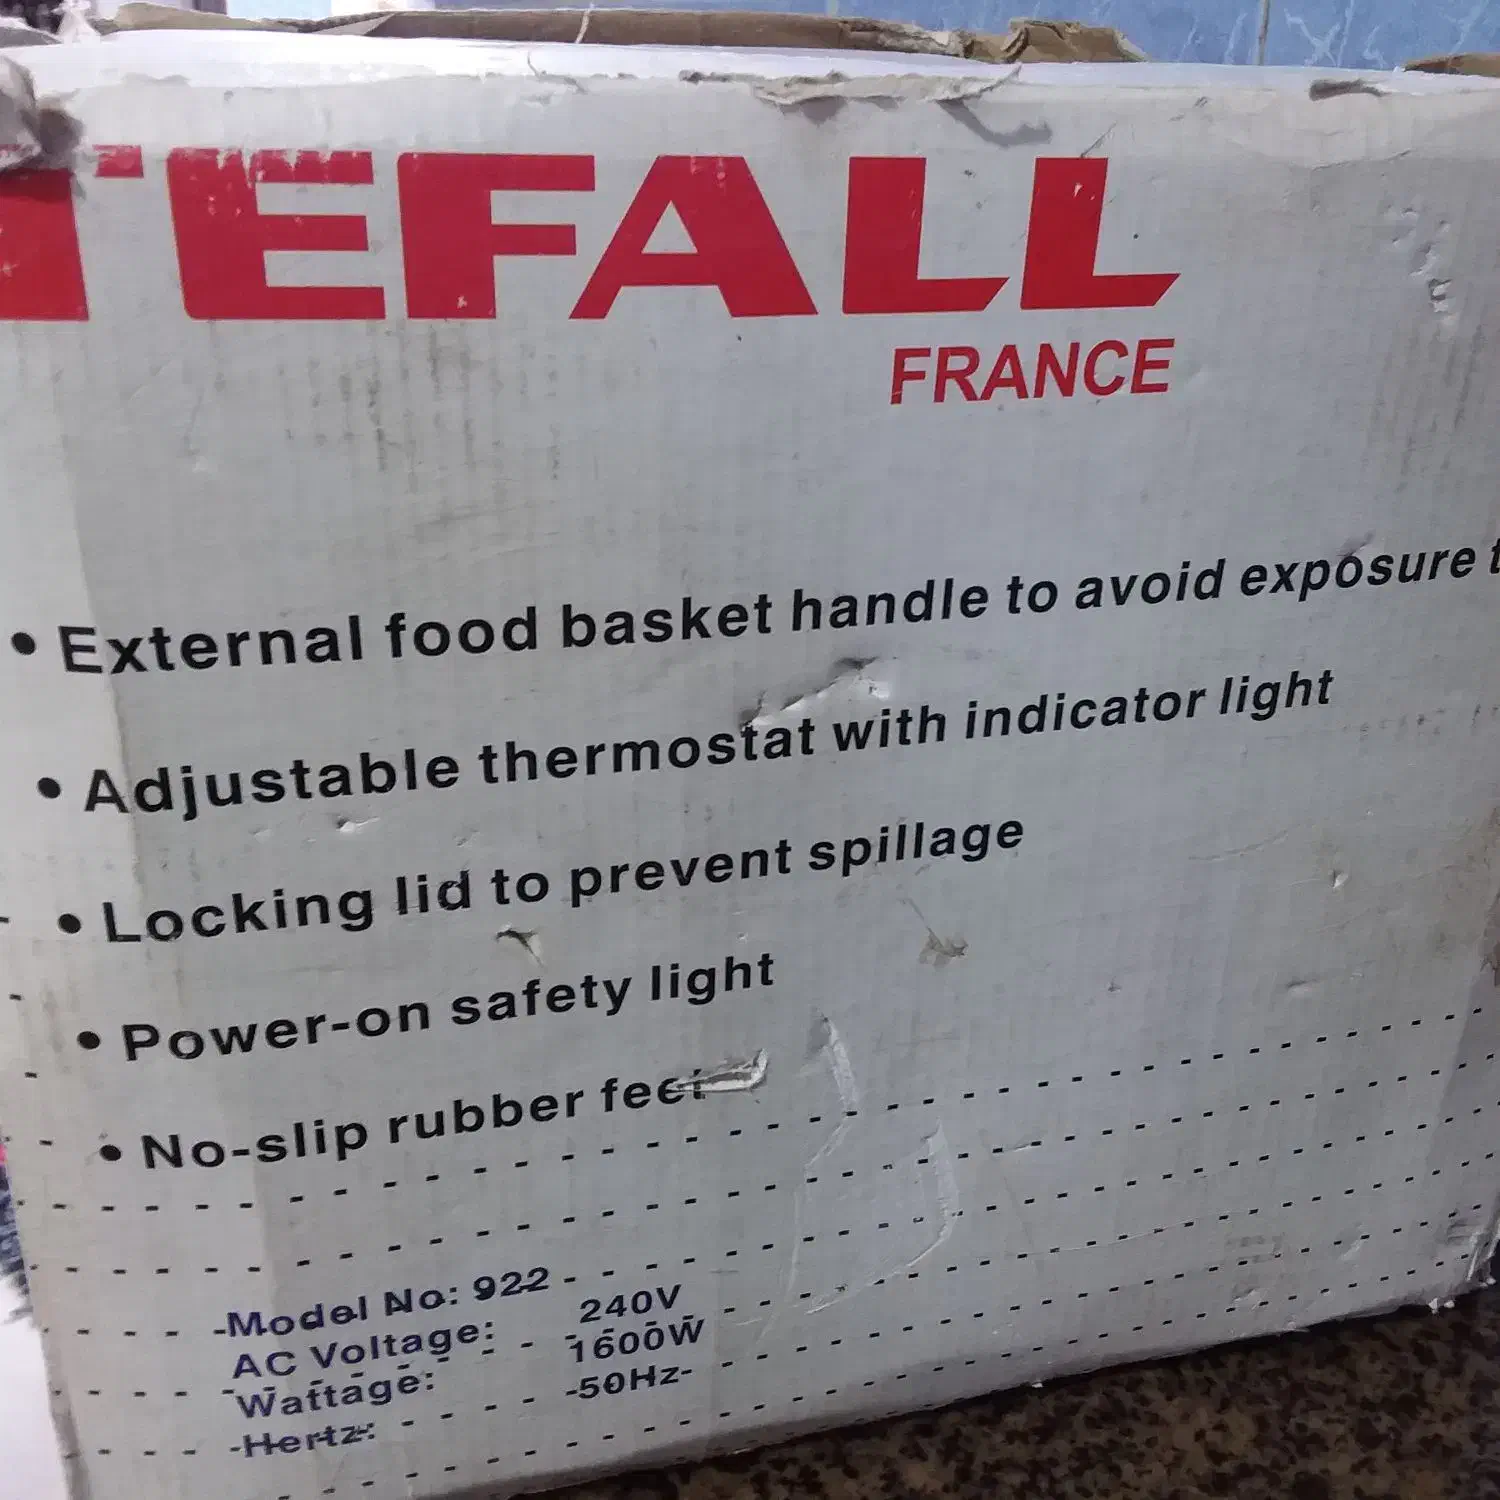 TEFALL
FRANCE
• External food basket handle to avoid exposure t
• Adjustable thermostat with indicator light
• Locking lid to prevent spillage
• Power-on safety light
• No-slip rubber feet
Model No: 922
AC Voltage: 240V
Wattage: 1600W
Hertz: 50Hz